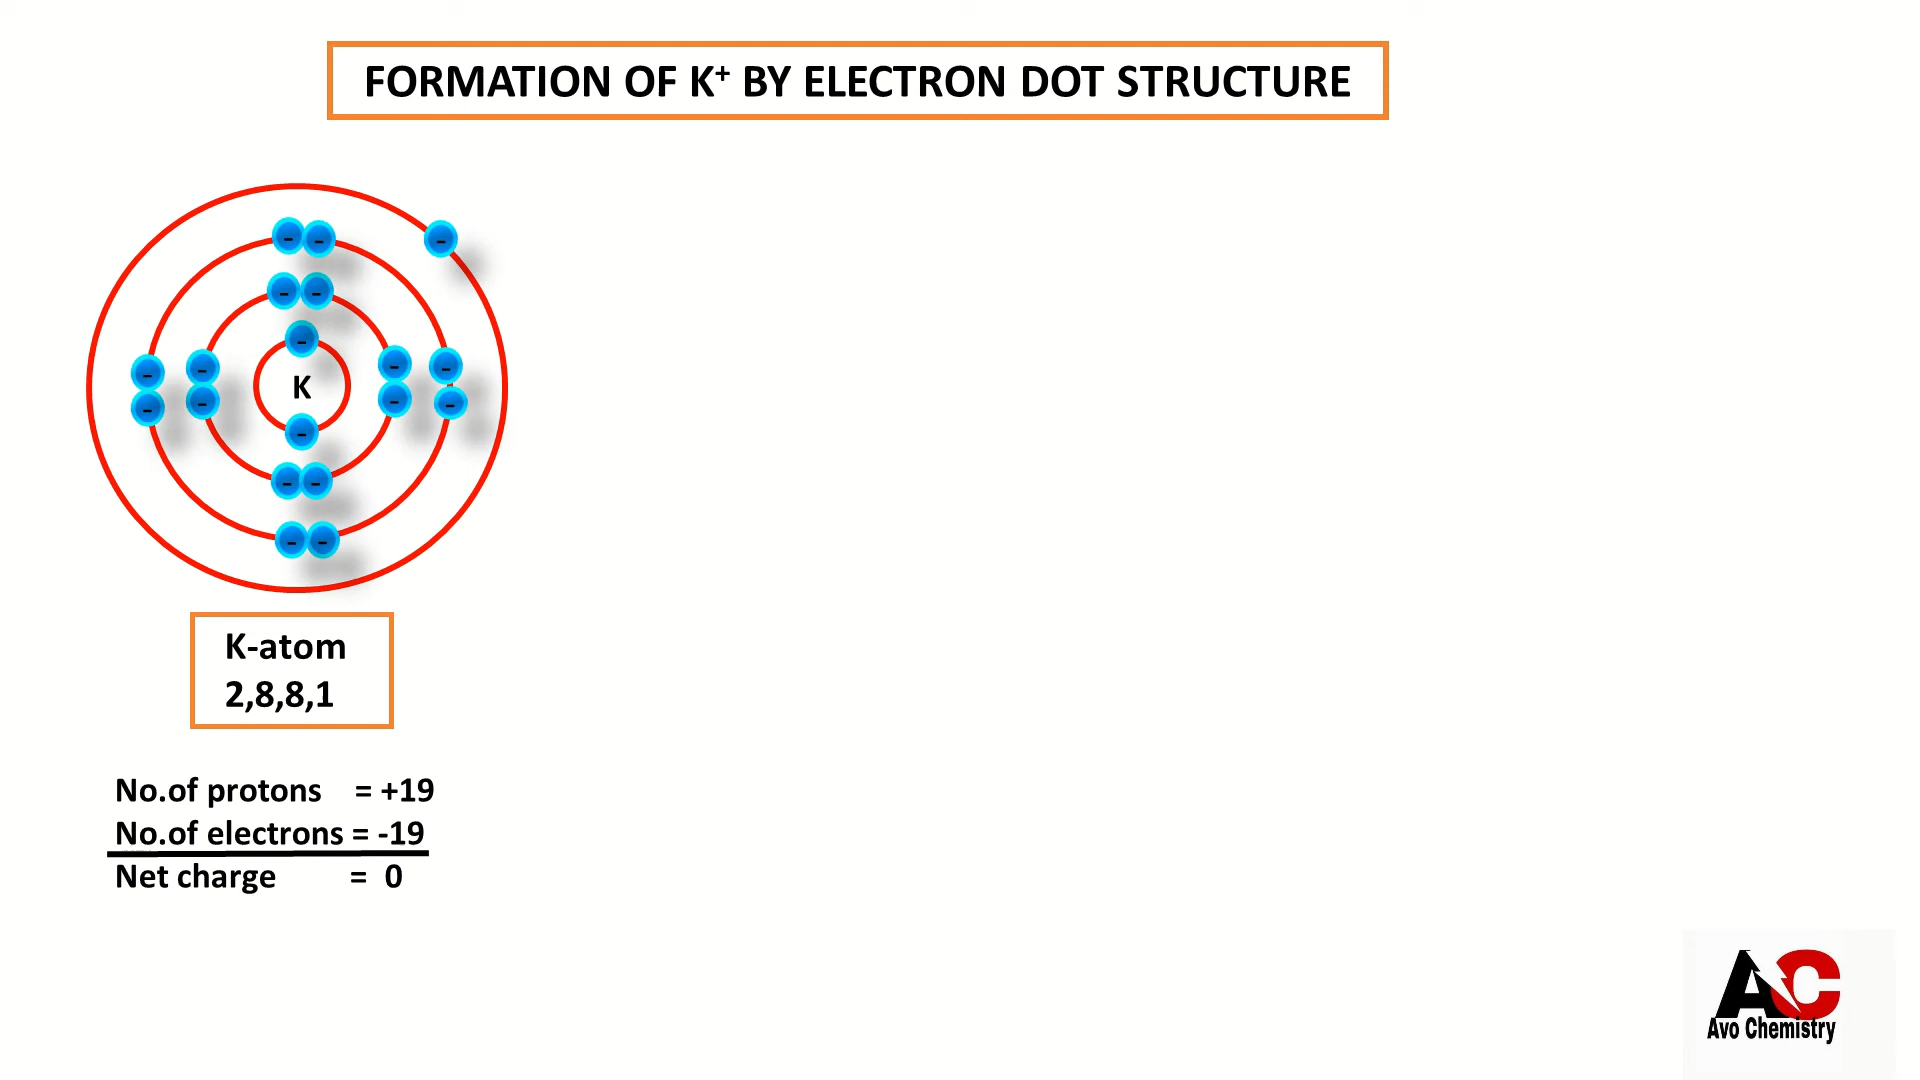 FORMATION OF K⁺ BY ELECTRON DOT STRUCTURE
K
K-atom
2,8,8,1
No.of protons = +19
No.of electrons = -19
Net charge = 0
AC
Avo Chemistry